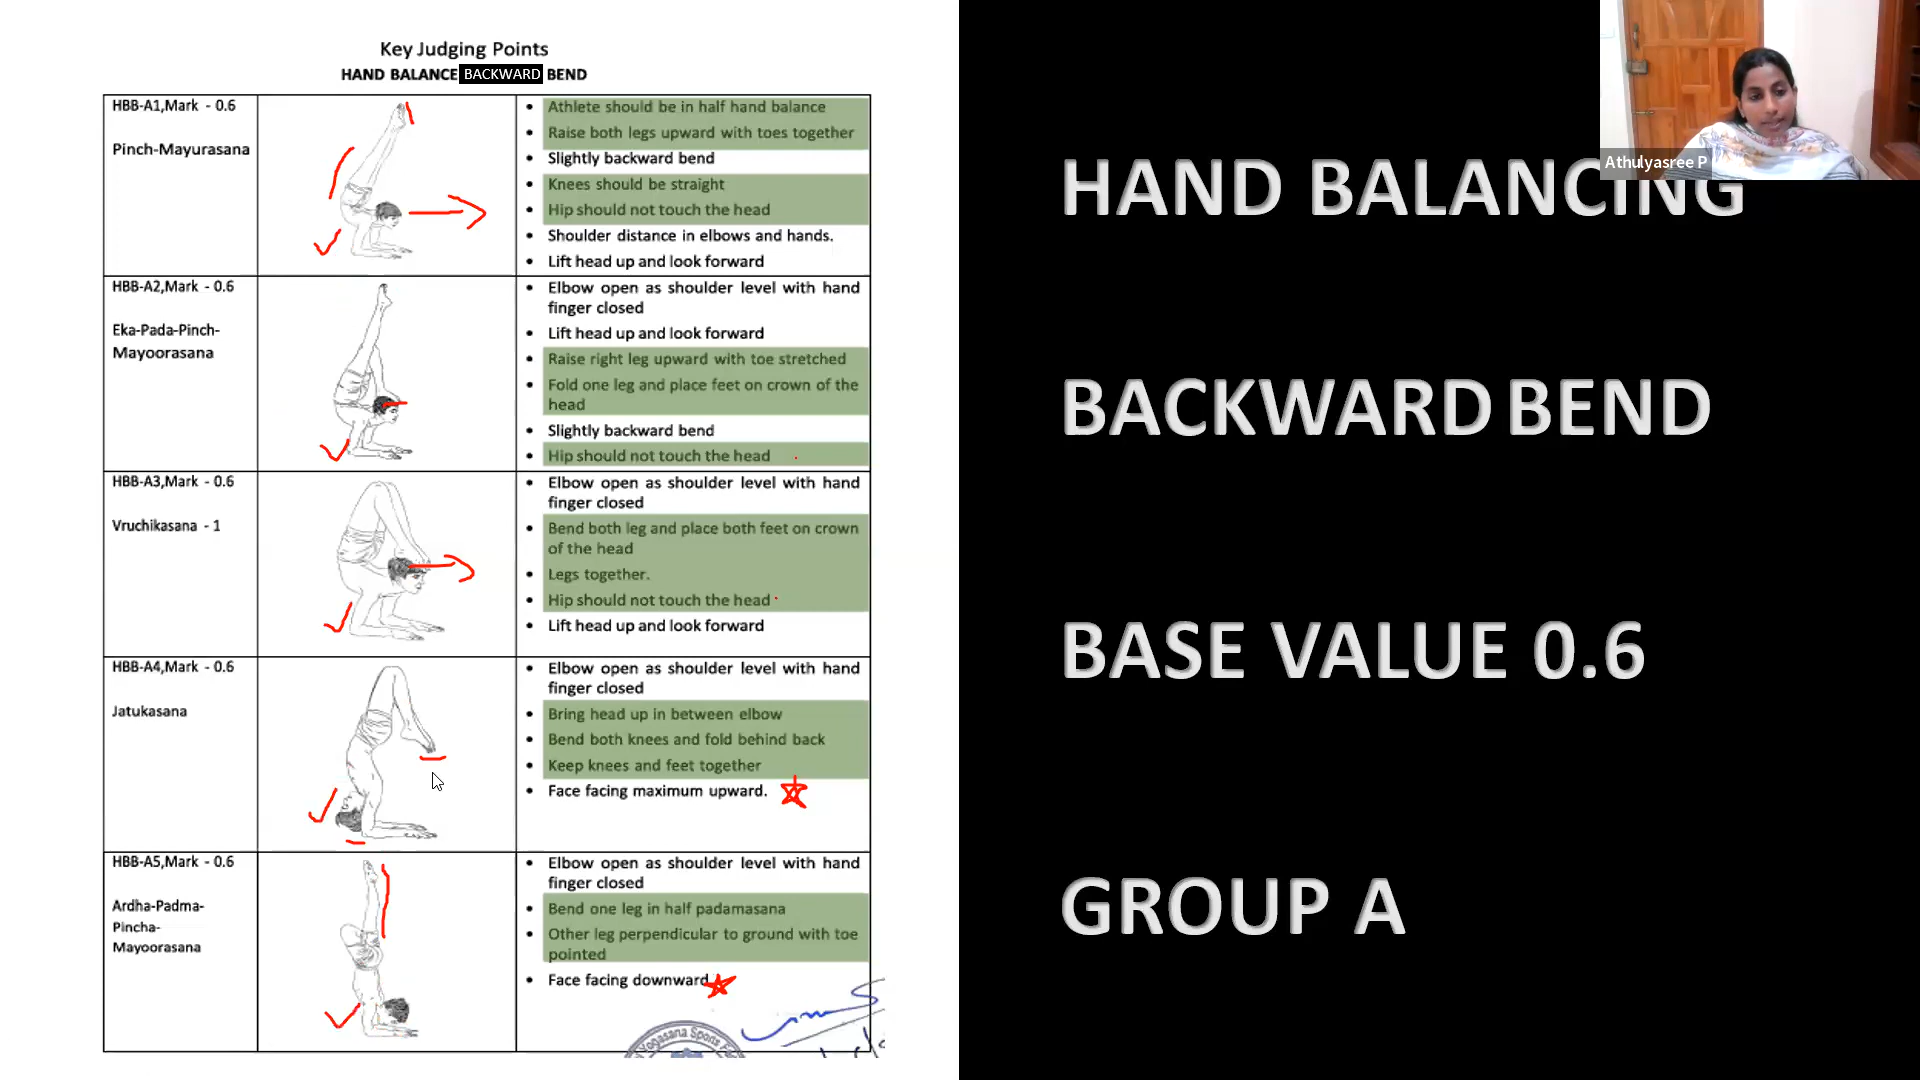 Key Judging Points
HAND BALANCE BACKWARD BEND
HBB-A1,Mark - 0.6
Pinch-Mayurasana
• Athlete should be in half hand balance
• Raise both legs upward with toes together
• Slightly backward bend
• Knees should be straight
• Hip should not touch the head
• Shoulder distance in elbows and hands.
• Lift head up and look forward
HBB-A2,Mark - 0.6
Eka-Pada-Pinch-
Mayoorasana
• Elbow open as shoulder level with hand
finger closed
• Lift head up and look forward
• Raise right leg upward with toe stretched
• Fold one leg and place feet on crown of the
head
• Slightly backward bend
• Hip should not touch the head
HBB-A3,Mark - 0.6
Vruchikasana - 1
• Elbow open as shoulder level with hand
finger closed
• Bend both leg and place both feet on crown
of the head
• Legs together.
• Hip should not touch the head
• Lift head up and look forward
HBB-A4,Mark - 0.6
Jatukasana
• Elbow open as shoulder level with hand
finger closed
• Bring head up in between elbow
• Bend both knees and fold behind back
• Keep knees and feet together
• Face facing maximum upward.
HBB-A5,Mark - 0.6
Ardha-Padma-
Pincha-
Mayoorasana
• Elbow open as shoulder level with hand
finger closed
• Bend one leg in half padamasana
• Other leg perpendicular to ground with toe
pointed
• Face facing downward
Yogasana Sports
HAND BALANCING
BACKWARD BEND
BASE VALUE 0.6
GROUP A
Athulyasree P